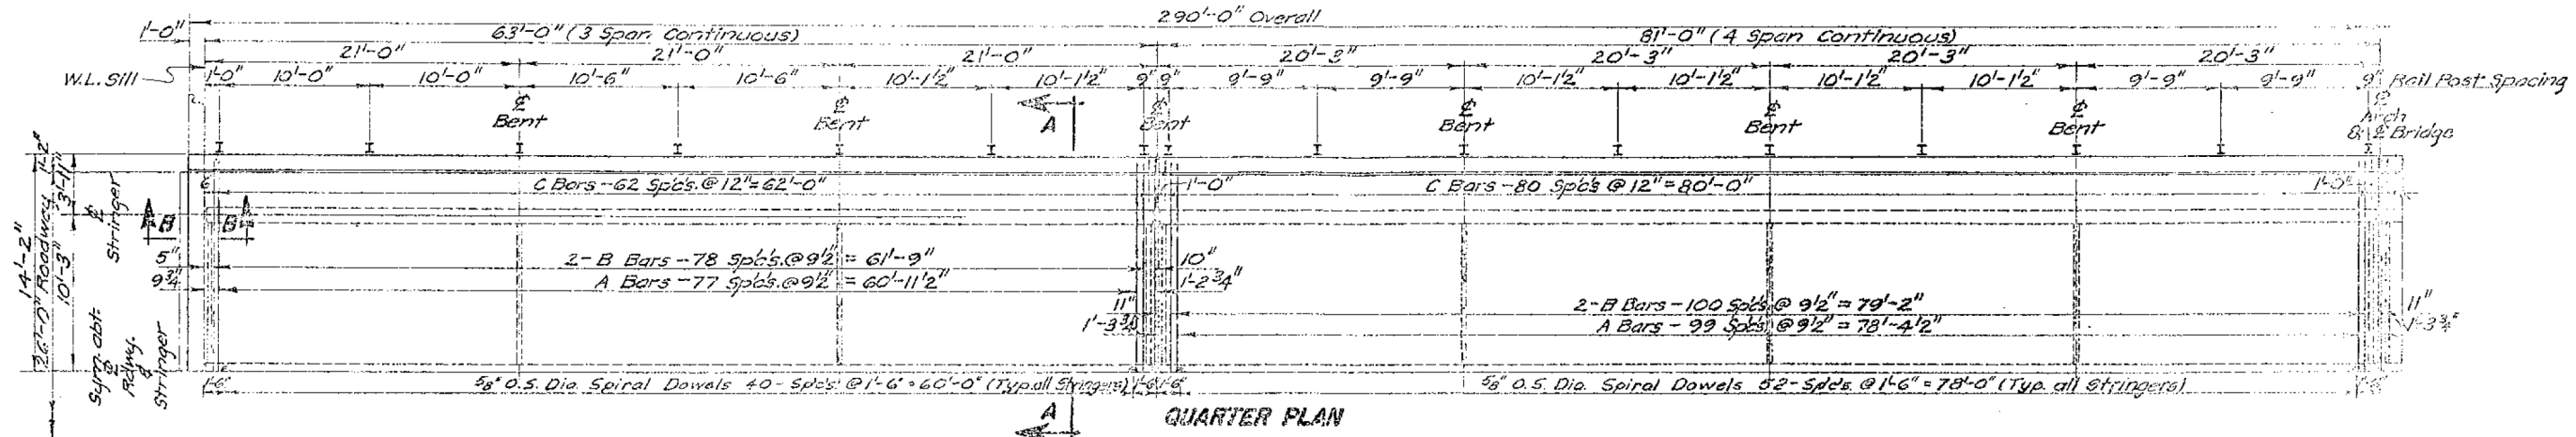 290'-0" Overall
1'-0"
63'-0" (3 Span Continuous)
81'-0" (4 Span Continuous)
21'-0"
21'-0"
21'-0"
20'-3"
20'-3"
20'-3"
20'-3"
W.L. Sill
1'-0"
10'-0"
10'-0"
10'-6"
10'-6"
10'-1½"
10'-1½"
9"
9"
9'-9"
9'-9"
10'-1½"
10'-1½"
10'-1½"
10'-1½"
9'-9"
9'-9"
9"
Rail Post Spacing
℄
Bent
℄
Bent
A
℄
Bent
℄
Bent
℄
Bent
℄
Bent
℄
Arch
& ℄ Bridge
1'-2"
3'-11"
14'-2"
26'-0" Roadway
10'-3"
℄
Stringer
Sym. abt.
℄
Rdwy.
&
Stringer
B
B
6"
C Bars - 62 Spcs. @ 12" = 62'-0"
1'-0"
C Bars - 80 Spcs @ 12" = 80'-0"
1'-0"
5"
2 - B Bars - 78 Spcs. @ 9½" = 61'-9"
10"
9¾"
A Bars - 77 Spcs. @ 9½" = 60'-11½"
1'-2¾"
11"
2 - B Bars - 100 Spcs @ 9½" = 79'-2"
11"
1'-3¾"
A Bars - 99 Spcs. @ 9½" = 78'-4½"
1'-3¾"
1'-6"
⅝" O.S. Dia. Spiral Dowels 40 - Spcs. @ 1'-6" = 60'-0" (Typ. all Stringers)
1'-6"
1'-6"
⅝" O.S. Dia. Spiral Dowels 52 - Spcs. @ 1'-6" = 78'-0" (Typ. all Stringers)
1'-6"
A
QUARTER PLAN